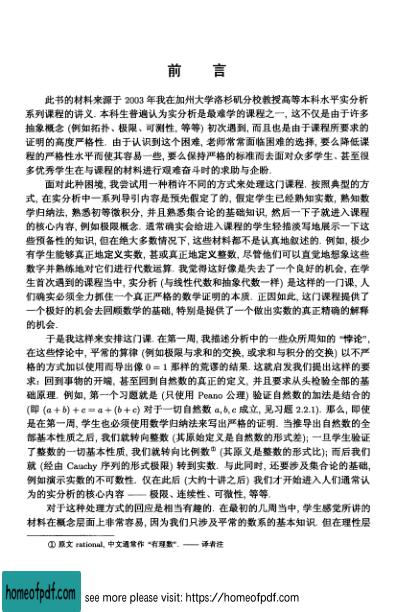 前 言
此书的材料来源于 2003 年我在加州大学洛杉矶分校教授高等本科水平实分析
系列课程的讲义. 本科生普遍认为实分析是最难学的课程之一, 这不仅是由于许多
抽象概念 (例如拓扑、极限、可测性, 等等) 初次遇到, 而且也是由于课程所要求的
证明的高度严格性. 由于认识到这个困难, 老师常常面临困难的选择, 要么降低课
程的严格性水平而使其容易一些, 要么保持严格的标准而去面对众多学生、甚至很
多优秀学生在与课程的材料进行艰难奋斗时的求助与企盼.
面对此种困境, 我尝试用一种稍许不同的方式来处理这门课程. 按照典型的方
式, 在实分析中一系列导引内容是预先假定了的, 假定学生已经熟知实数, 熟知数
学归纳法, 熟悉初等微积分, 并且熟悉集合论的基础知识, 然后一下子就进入课程
的核心内容, 例如极限概念. 通常确实会给进入课程的学生轻描淡写地展示一下这
些预备性的知识, 但在绝大多数情况下, 这些材料都不是认真地叙述的. 例如, 极少
有学生能够真正地定义实数, 甚或真正地定义整数, 尽管他们可以直觉地想象这些
数字并熟练地对它们进行代数运算. 我觉得这好像是失去了一个良好的机会, 在学
生首次遇到的课程当中, 实分析 (与线性代数和抽象代数一样) 是这样的一门课, 人
们确实必须全力抓住一个真正严格的数学证明的本质. 正因如此, 这门课程提供了
一个极好的机会去回顾数学的基础, 特别是提供了一个做出实数的真正精确的解释
的机会.
于是我这样来安排这门课. 在第一周, 我描述分析中的一些众所周知的 “悖论”,
在这些悖论中, 平常的算律 (例如极限与求和的交换, 或求和与积分的交换) 以不严
格的方式加以使用而导出像 0 = 1 那样的荒谬的结果. 这就启发我们提出这样的要
求: 回到事物的开端, 甚至回到自然数的真正的定义, 并且要求从头检验全部的基
础原理. 例如, 第一个习题就是 (只使用 Peano 公理) 验证自然数的加法是结合的
(即 (a + b) + c = a + (b + c) 对于一切自然数 a, b, c 成立, 见习题 2.2.1). 那么, 即使
是在第一周, 学生也必须使用数学归纳法来写出严格的证明. 当推导出自然数的全
部基本性质之后, 我们就转向整数 (其原始定义是自然数的形式差); 一旦学生验证
了整数的一切基本性质, 我们就转向比例数① (其原义是整数的形式比); 而后我们
就 (经由 Cauchy 序列的形式极限) 转到实数. 与此同时, 还要涉及集合论的基础,
例如演示实数的不可数性. 仅在此后 (大约十讲之后) 我们才开始进入人们通常认
为的实分析的核心内容 —— 极限、连续性、可微性, 等等.
对于这种处理方式的回应是相当有趣的. 在最初的几周当中, 学生感觉所讲的
材料在概念层面上非常容易, 因为我们只涉及平常的数系的基本知识. 但在理性层
① 原文 rational, 中文通常作 “有理数”. —— 译者注
homeofpdf.com
see more please visit: https://homeofpdf.com